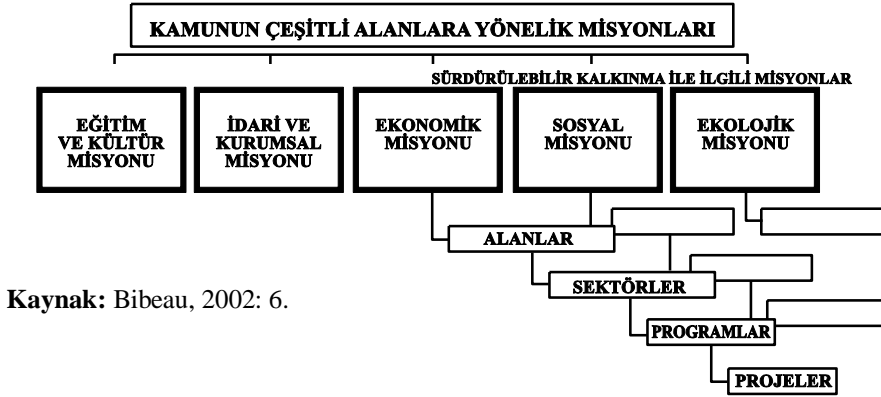 KAMUNUN ÇEŞİTLİ ALANLARA YÖNELİK MİSYONLARI
SÜRDÜRÜLEBİLİR KALKINMA İLE İLGİLİ MİSYONLAR
EĞİTİM
VE KÜLTÜR
MİSYONU
İDARİ VE
KURUMSAL
MİSYONU
EKONOMİK
MİSYONU
SOSYAL
MİSYONU
EKOLOJİK
MİSYONU
ALANLAR
SEKTÖRLER
Kaynak: Bibeau, 2002: 6.
PROGRAMLAR
PROJELER